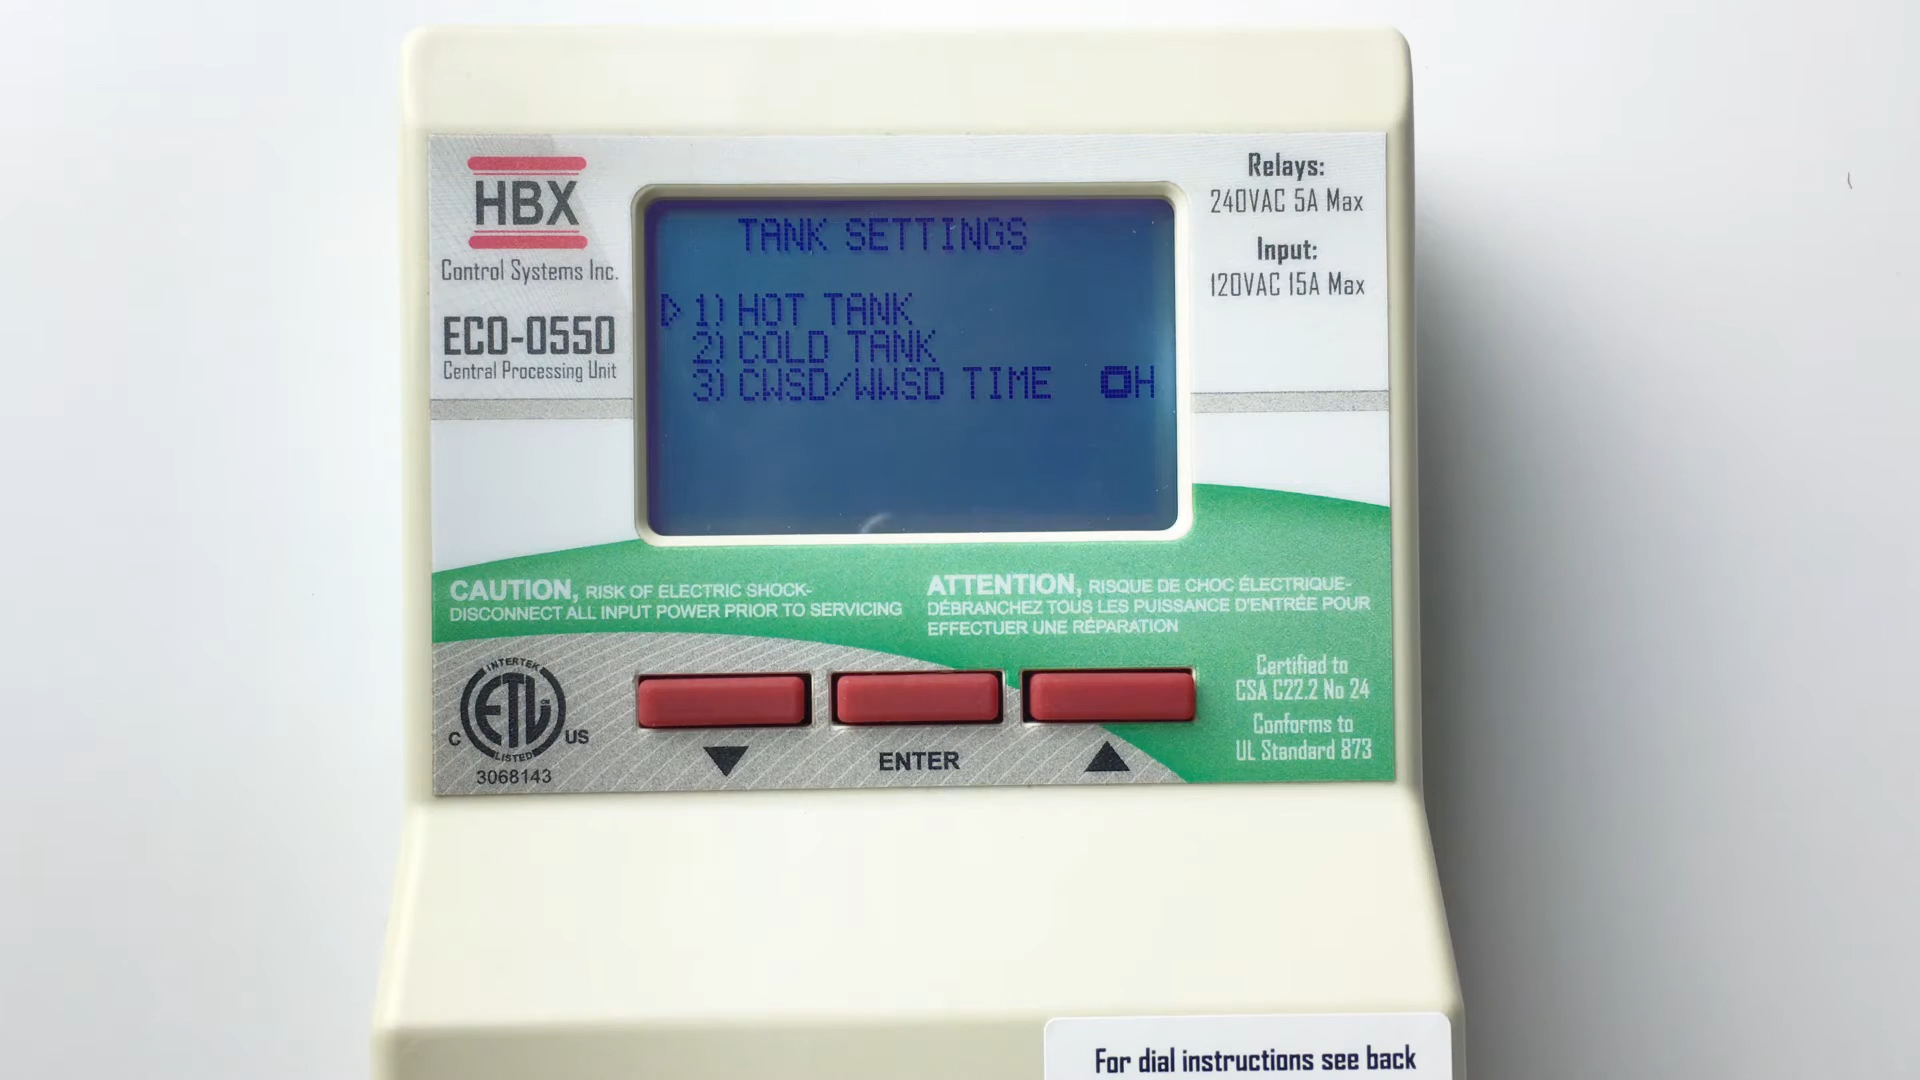 HBX
Control Systems Inc.
ECO-0550
Central Processing Unit
TANK SETTINGS
1) HOT TANK
2) COLD TANK
3) CWSD/WWSD TIME 0H
Relays:
240VAC 5A Max
Input:
120VAC 15A Max
CAUTION, RISK OF ELECTRIC SHOCK-
DISCONNECT ALL INPUT POWER PRIOR TO SERVICING
ATTENTION, RISQUE DE CHOC ÉLECTRIQUE-
DÉBRANCHEZ TOUS LES PUISSANCE D'ENTRÉE POUR
EFFECTUER UNE RÉPARATION
INTERTEK
ETL
CM
C US
LISTED
3068143
ENTER
Certified to
CSA C22.2 No 24
Conforms to
UL Standard 873
For dial instructions see back